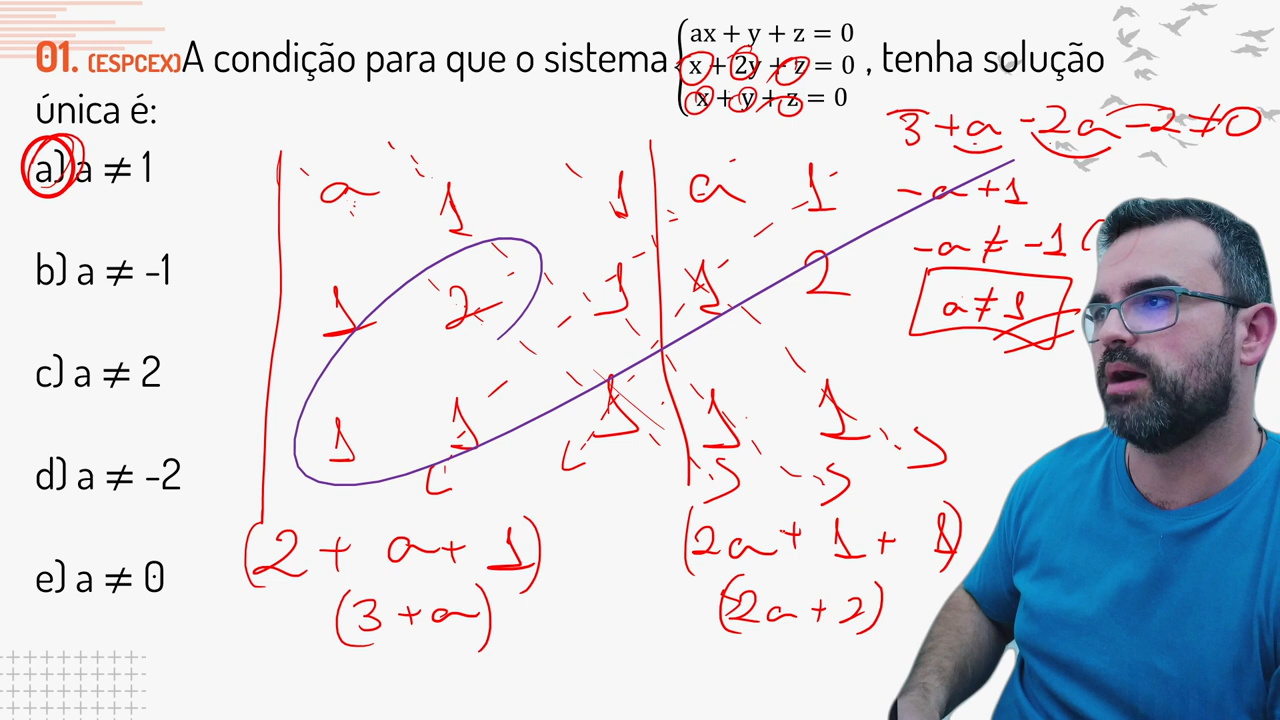 01. (ESPCEX) A condição para que o sistema { ax + y + z = 0
x + 2y + z = 0 , tenha solução
x + y + z = 0
única é:
a) a ≠ 1
b) a ≠ -1
c) a ≠ 2
d) a ≠ -2
e) a ≠ 0
a 1 1 a 1
1 2 1 1 2
1 1 1 1 1
(2 + a + 1) (2a + 1 + 1)
(3 + a) (2a + 2)
3 + a - 2a - 2 ≠ 0
- a + 1
- a ≠ - 1 (
a ≠ 1